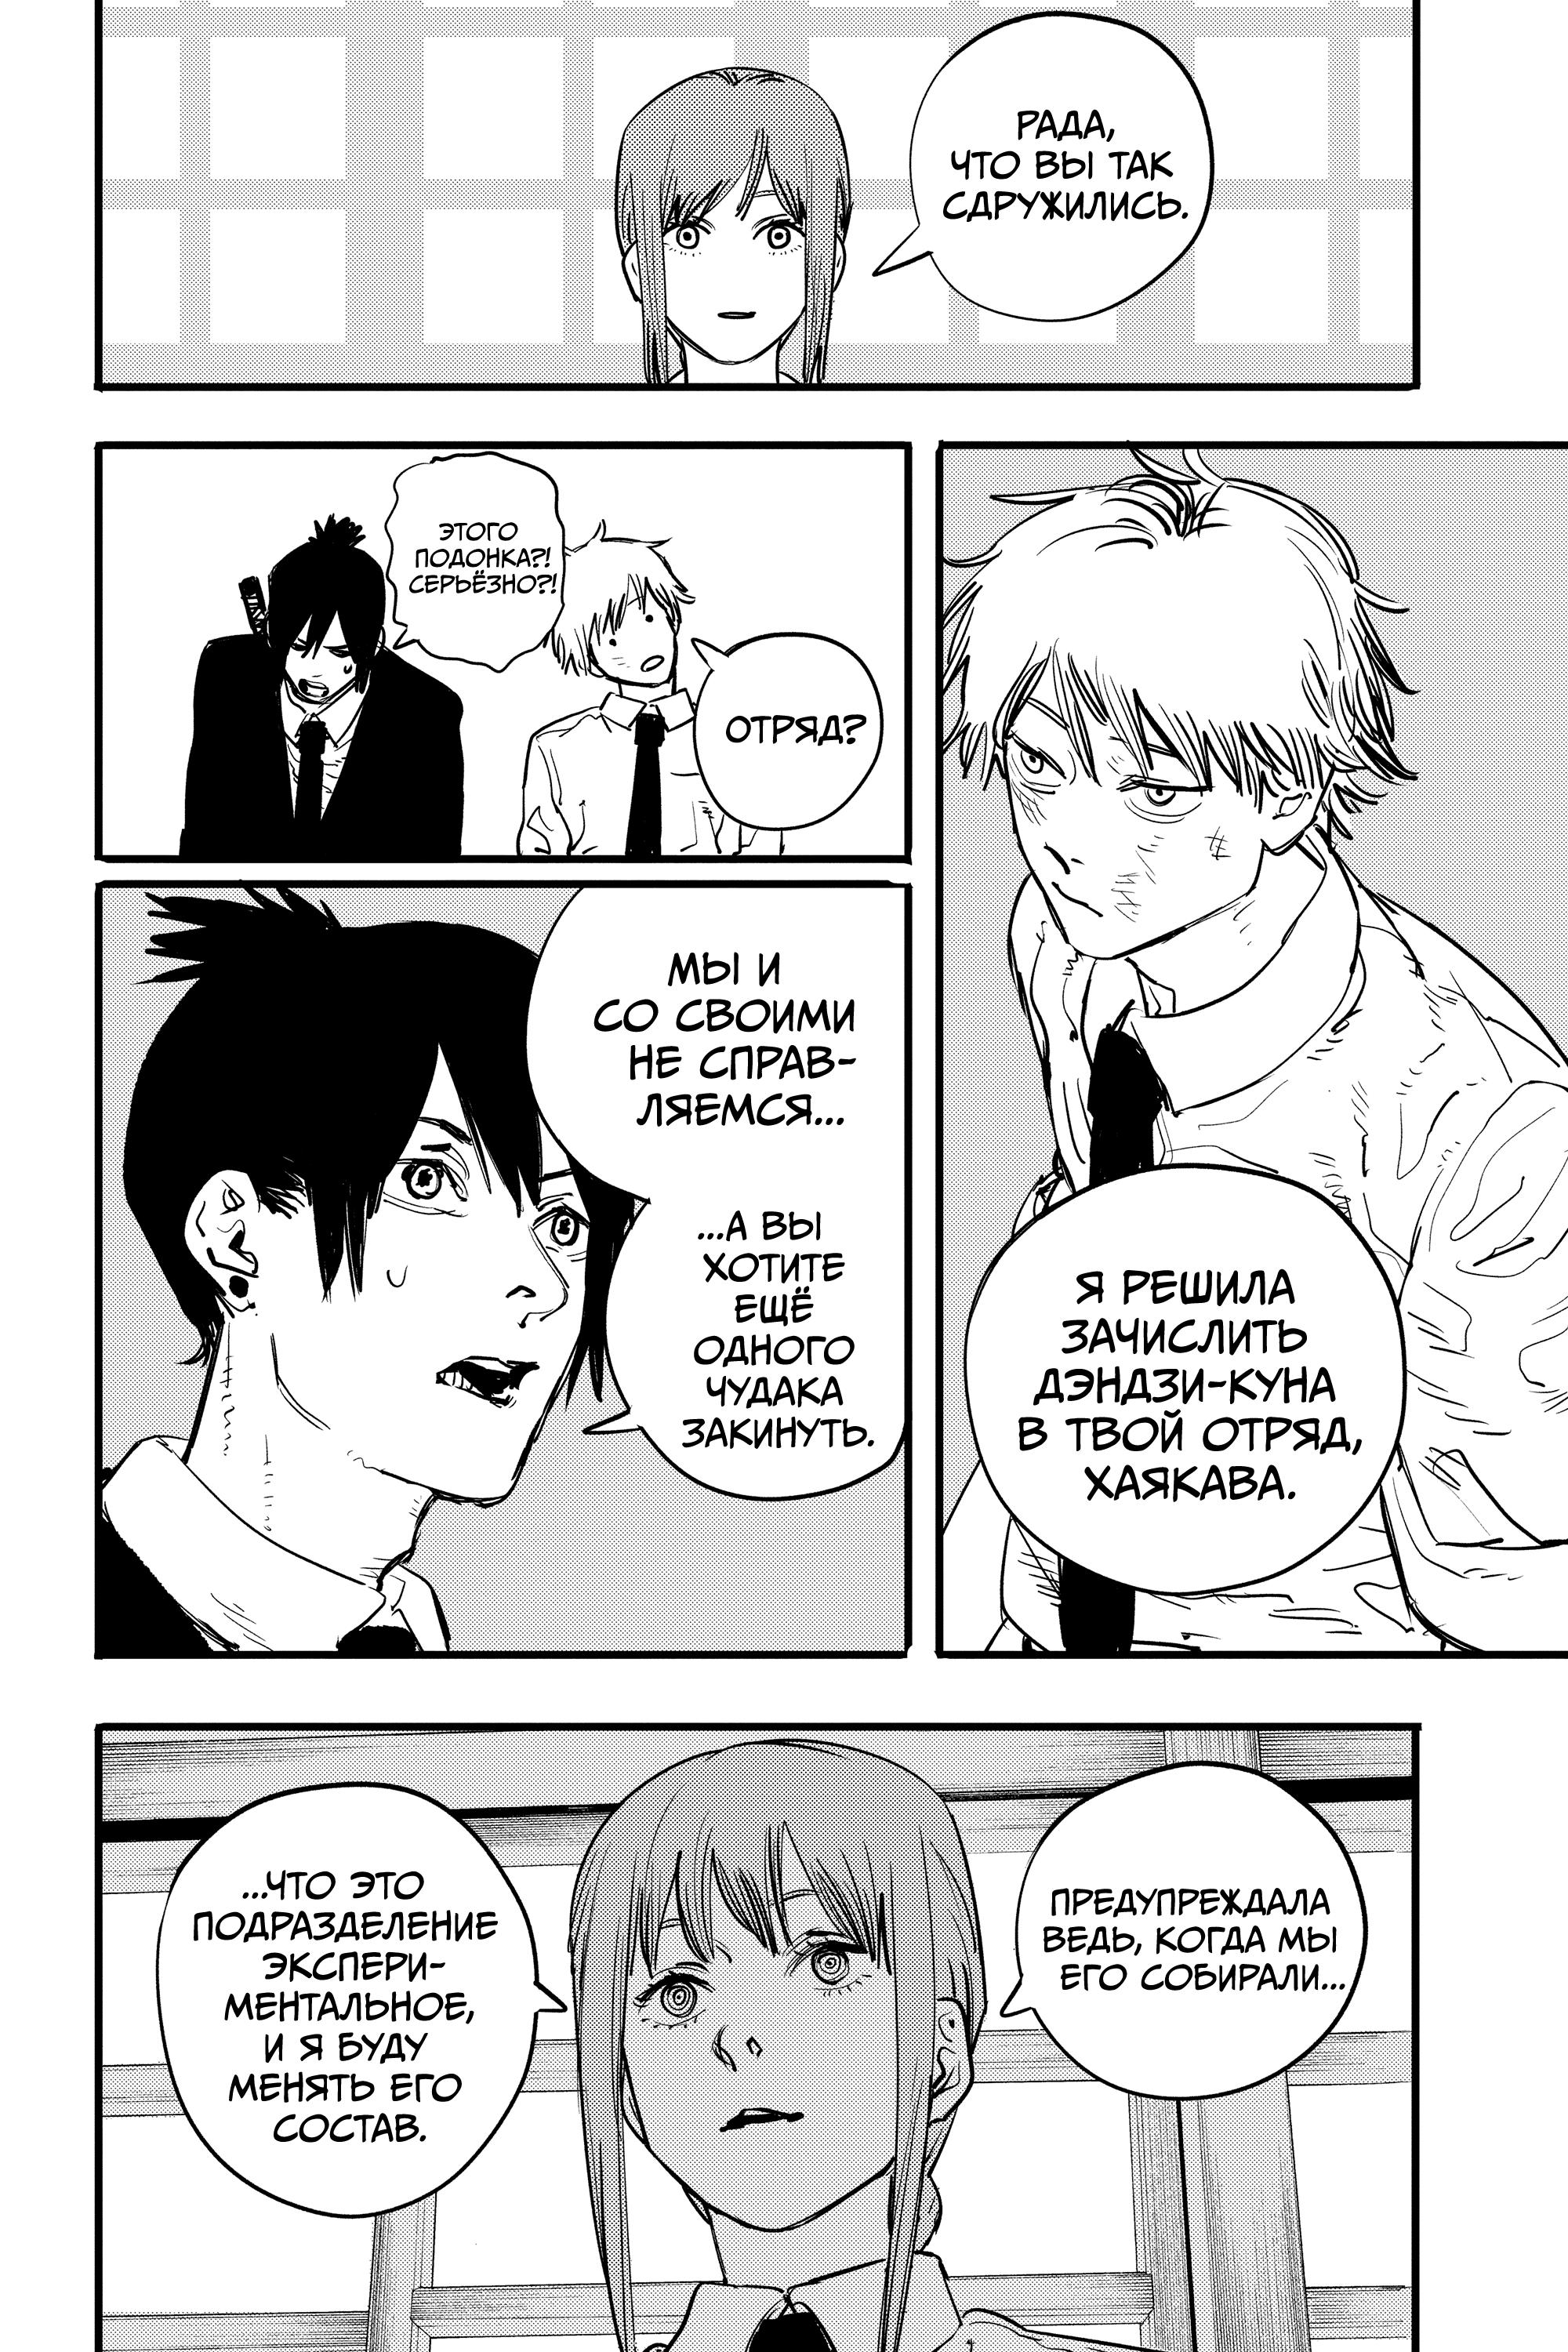 РАДА,
ЧТО ВЫ ТАК
СДРУЖИЛИСЬ.
Я РЕШИЛА
ЗАЧИСЛИТЬ
ДЭНДЗИ-КУНА
В ТВОЙ ОТРЯД,
ХАЯКАВА.
ОТРЯД?
ЭТОГО
ПОДОНКА?!
СЕРЬЁЗНО?!
МЫ И
СО СВОИМИ
НЕ СПРАВ-
ЛЯЕМСЯ...
...А ВЫ
ХОТИТЕ
ЕЩЁ
ОДНОГО
ЧУДАКА
ЗАКИНУТЬ.
ПРЕДУПРЕЖДАЛА
ВЕДЬ, КОГДА МЫ
ЕГО СОБИРАЛИ...
...ЧТО ЭТО
ПОДРАЗДЕЛЕНИЕ
ЭКСПЕРИ-
МЕНТАЛЬНОЕ,
И Я БУДУ
МЕНЯТЬ ЕГО
СОСТАВ.